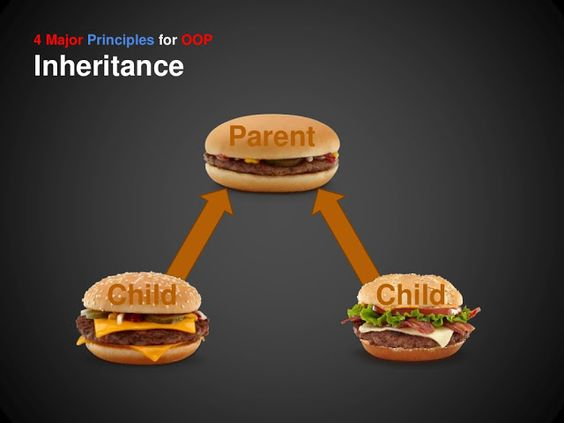 4 Major Principles for OOP
Inheritance
Parent
Child
Child